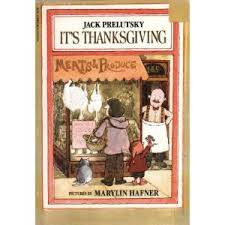 JACK PRELUTSKY
IT'S THANKSGIVING
MEATS & PRODUCE
PICTURES BY MARYLIN HAFNER